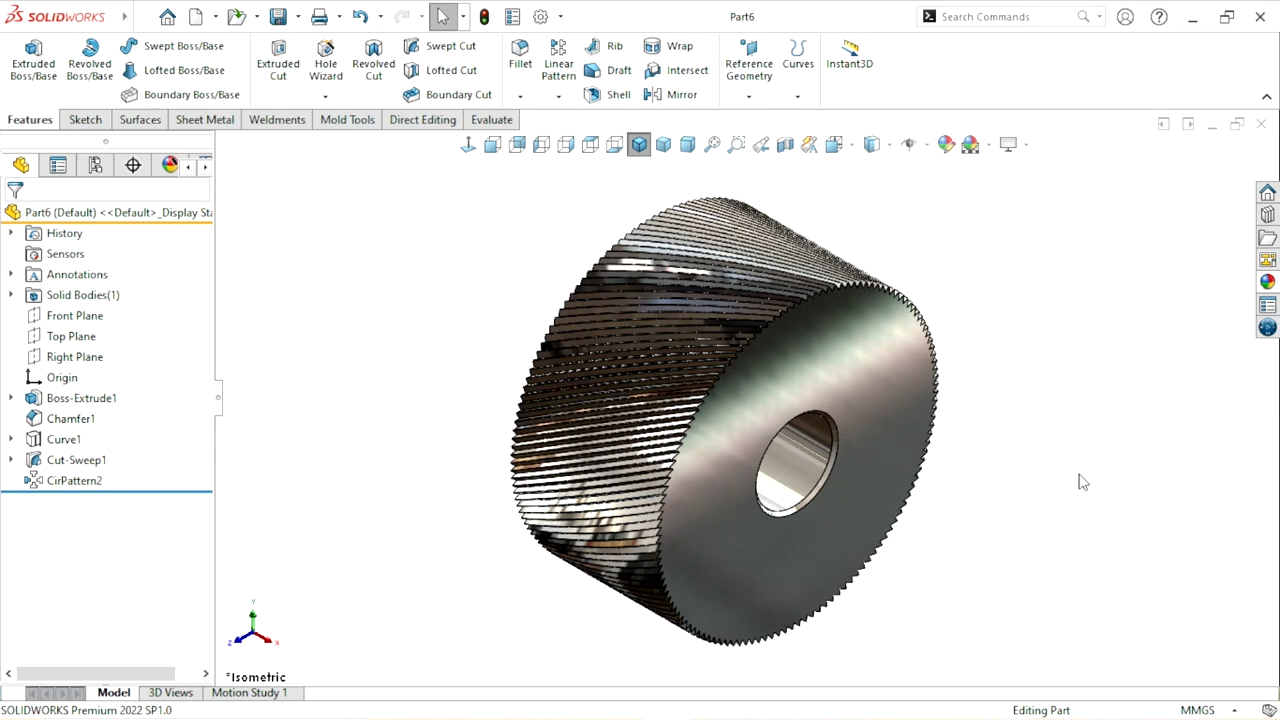 SOLIDWORKS
Part6
Search Commands
Extruded Boss/Base
Revolved Boss/Base
Swept Boss/Base
Lofted Boss/Base
Boundary Boss/Base
Extruded Cut
Hole Wizard
Revolved Cut
Swept Cut
Lofted Cut
Boundary Cut
Fillet
Linear Pattern
Rib
Draft
Shell
Wrap
Intersect
Mirror
Reference Geometry
Curves
Instant3D
Features Sketch Surfaces Sheet Metal Weldments Mold Tools Direct Editing Evaluate
Part6 (Default) <<Default>_Display Sta
History
Sensors
Annotations
Solid Bodies(1)
Front Plane
Top Plane
Right Plane
Origin
Boss-Extrude1
Chamfer1
Curve1
Cut-Sweep1
CirPattern2
Y
Z
X
*Isometric
Model 3D Views Motion Study 1
SOLIDWORKS Premium 2022 SP1.0
Editing Part
MMGS